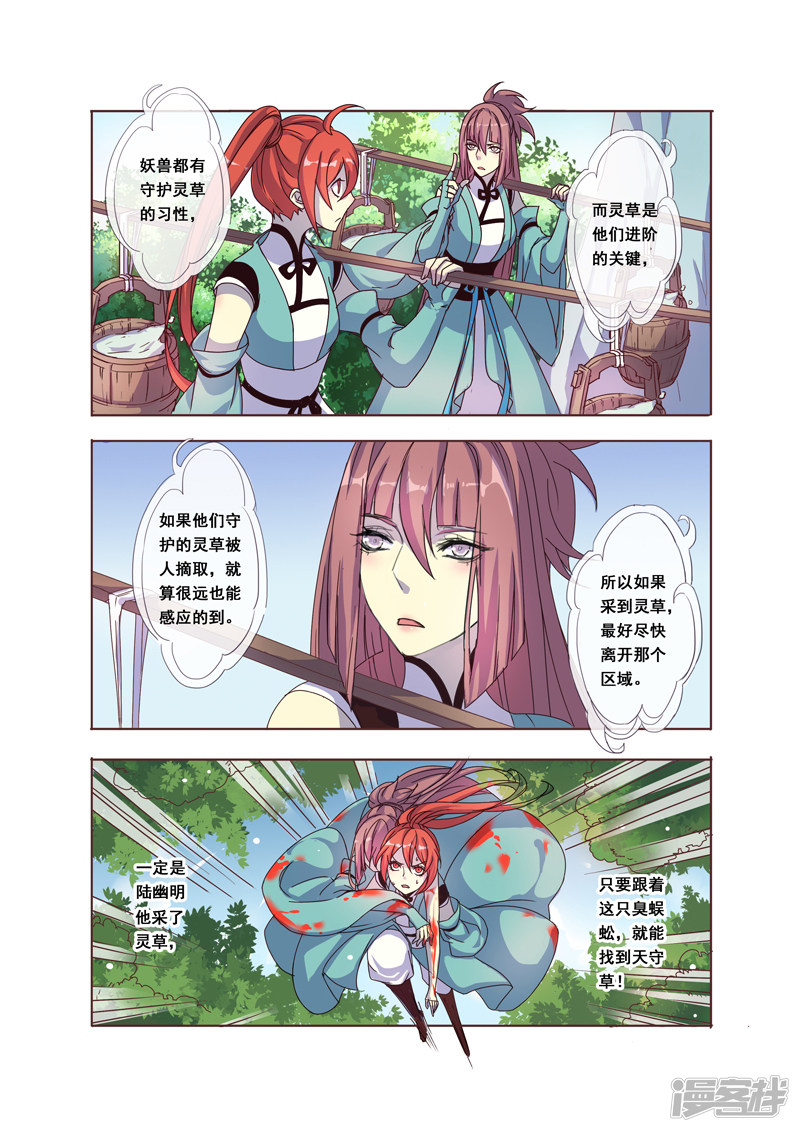 妖兽都有
守护灵草
的习性，
而灵草是
他们进阶
的关键，
如果他们守
护的灵草被
人摘取，就
算很远也能
感应的到。
所以如果
采到灵草，
最好尽快
离开那个
区域。
一定是
陆幽明
他采了
灵草，
只要跟着
这只臭蜈
蚣，就能
找到天守
草！
漫客栈